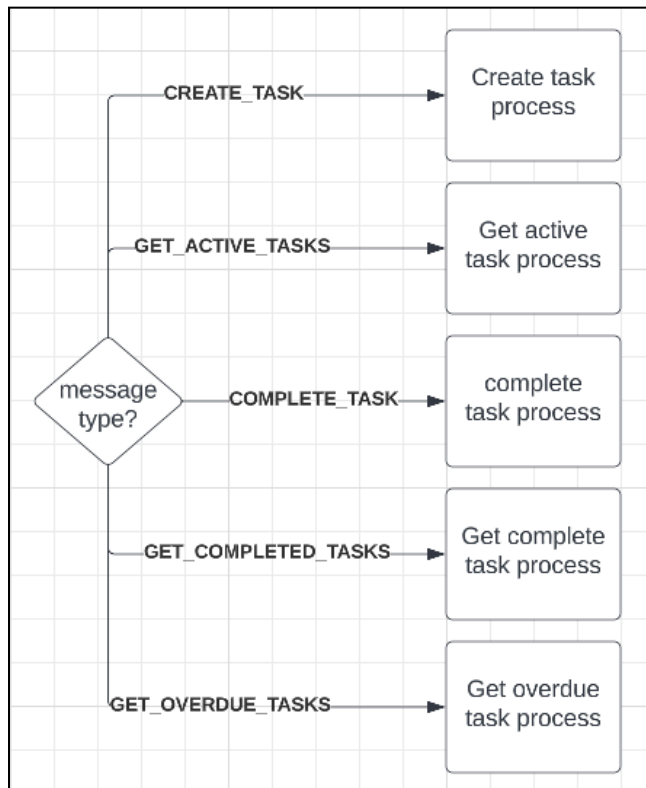 CREATE_TASK
Create task
process
GET_ACTIVE_TASKS
Get active
task process
message
type?
COMPLETE_TASK
complete
task process
GET_COMPLETED_TASKS
Get complete
task process
GET_OVERDUE_TASKS
Get overdue
task process